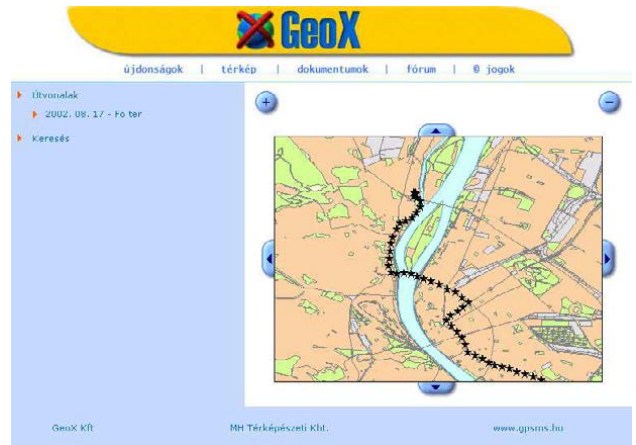 GeoX
újdonságok | térkép | dokumentumok | fórum | © jogok
Útvonalak
2002. 08. 17 - Fo ter
Keresés
GeoX Kft
MH Térképészeti Kht.
www.gpsms.hu